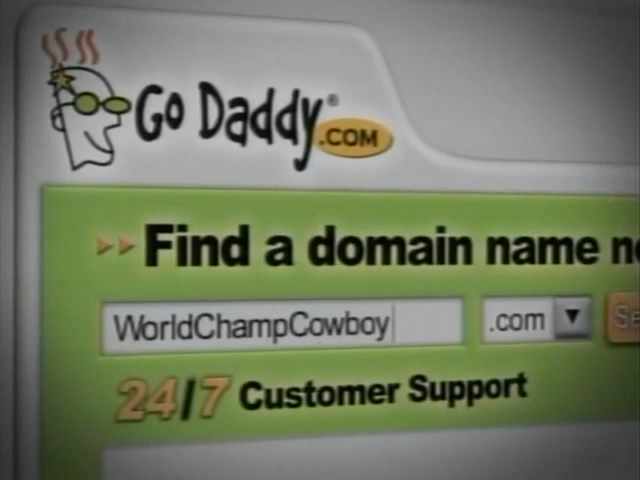 Go Daddy®.COM
Find a domain name
WorldChampCowboy .com
24/7 Customer Support